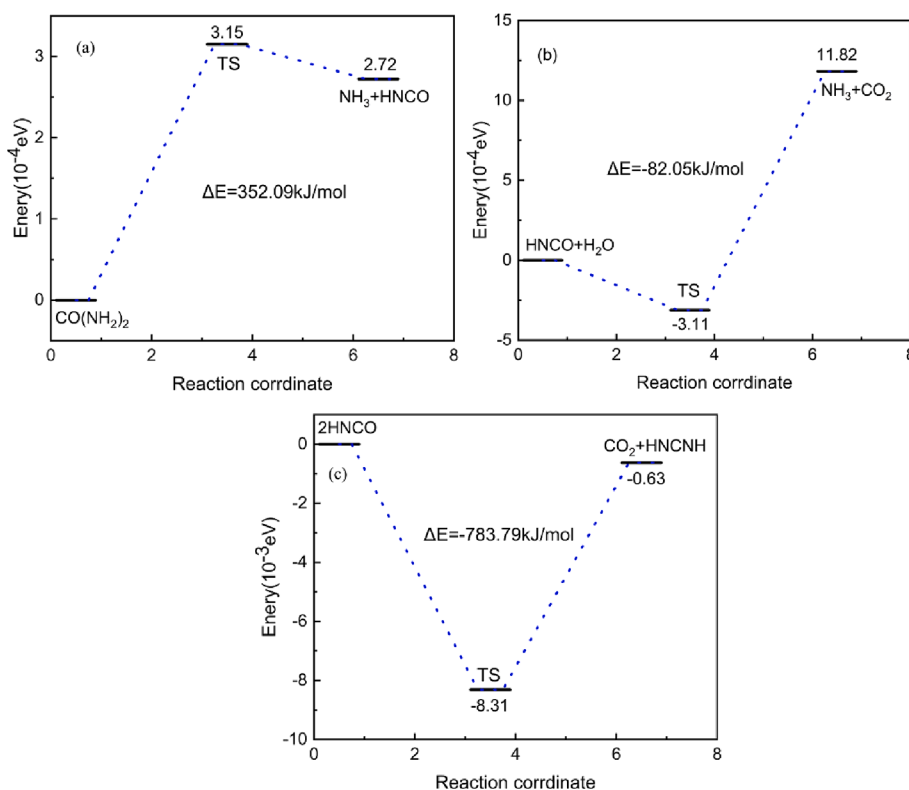 (a)
3.15
TS
2.72
NH₃+HNCO
ΔE=352.09kJ/mol
CO(NH₂)₂
Enery(10⁻⁴eV)
3
2
1
0
0 2 4 6 8
Reaction corrdinate
(b)
11.82
NH₃+CO₂
ΔE=-82.05kJ/mol
HNCO+H₂O
TS
-3.11
Enery(10⁻⁴eV)
15
10
5
0
-5
0 2 4 6 8
Reaction corrdinate
2HNCO
(c)
CO₂+HNCNH
-0.63
ΔE=-783.79kJ/mol
TS
-8.31
Enery(10⁻³eV)
0
-2
-4
-6
-8
-10
0 2 4 6 8
Reaction corrdinate